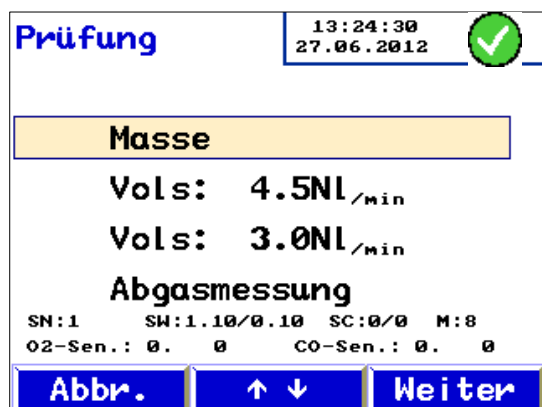 Prüfung
13:24:30
27.06.2012
Masse
Vols: 4.5Nl/min
Vols: 3.0Nl/min
Abgasmessung
SN:1 SW:1.10/0.10 SC:0/0 M:8
O2-Sen.: 0. 0 CO-Sen.: 0. 0
Abbr. ↑ ↓ Weiter